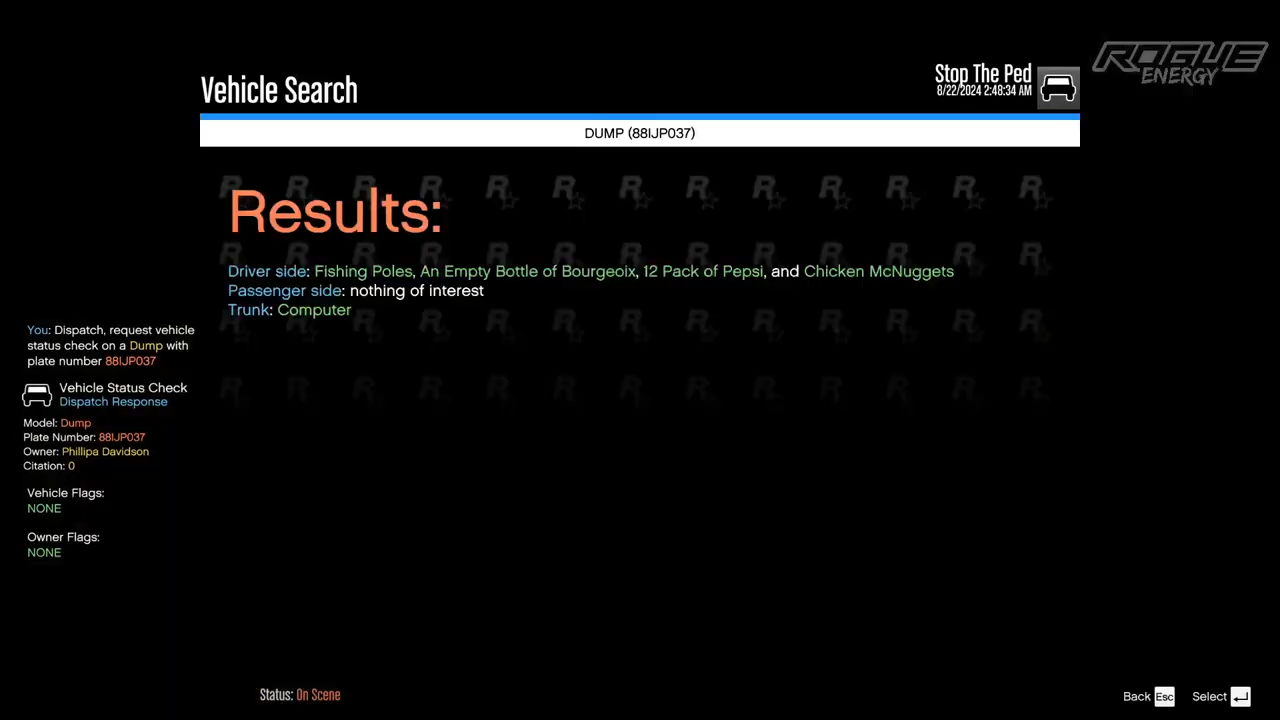 ROGUE
ENERGY
Vehicle Search
Stop The Ped
8/22/2024 2:48:34 AM
DUMP (88IJP037)
Results:
Driver side: Fishing Poles, An Empty Bottle of Bourgeoix, 12 Pack of Pepsi, and Chicken McNuggets
Passenger side: nothing of interest
Trunk: Computer
You: Dispatch, request vehicle
status check on a Dump with
plate number 88IJP037
Vehicle Status Check
Dispatch Response
Model: Dump
Plate Number: 88IJP037
Owner: Phillipa Davidson
Citation: 0
Vehicle Flags:
NONE
Owner Flags:
NONE
Status: On Scene
Back Esc Select